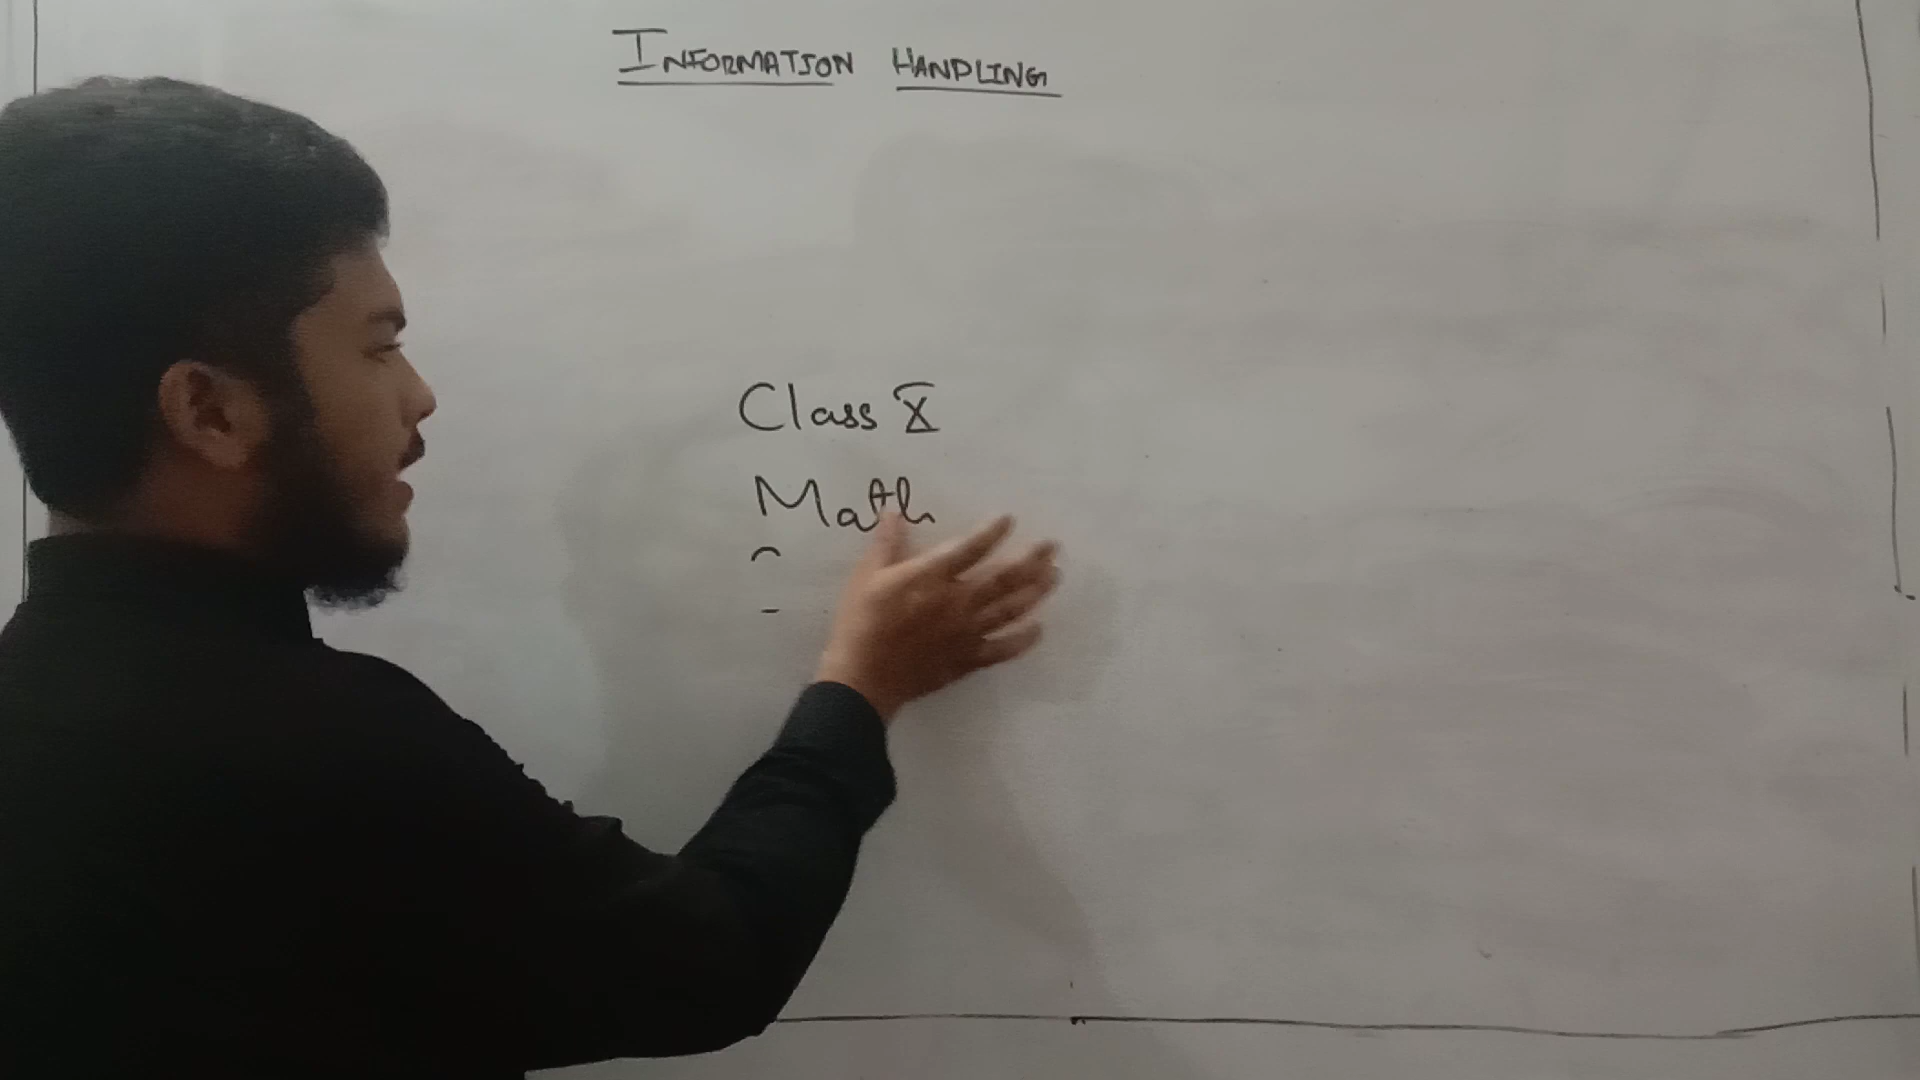 INFORMATION HANDLING
Class X
Math
-